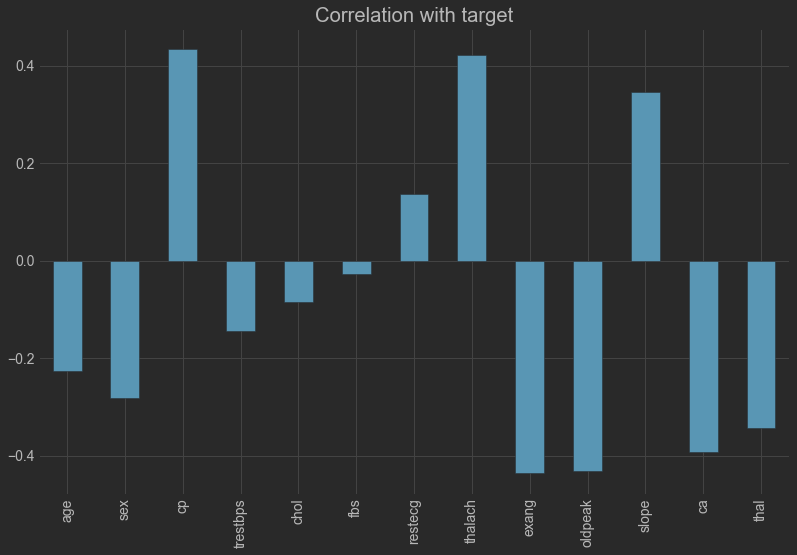 Correlation with target
0.4
0.2
0.0
−0.2
−0.4
age
sex
cp
trestbps
chol
fbs
restecg
thalach
exang
oldpeak
slope
ca
thal